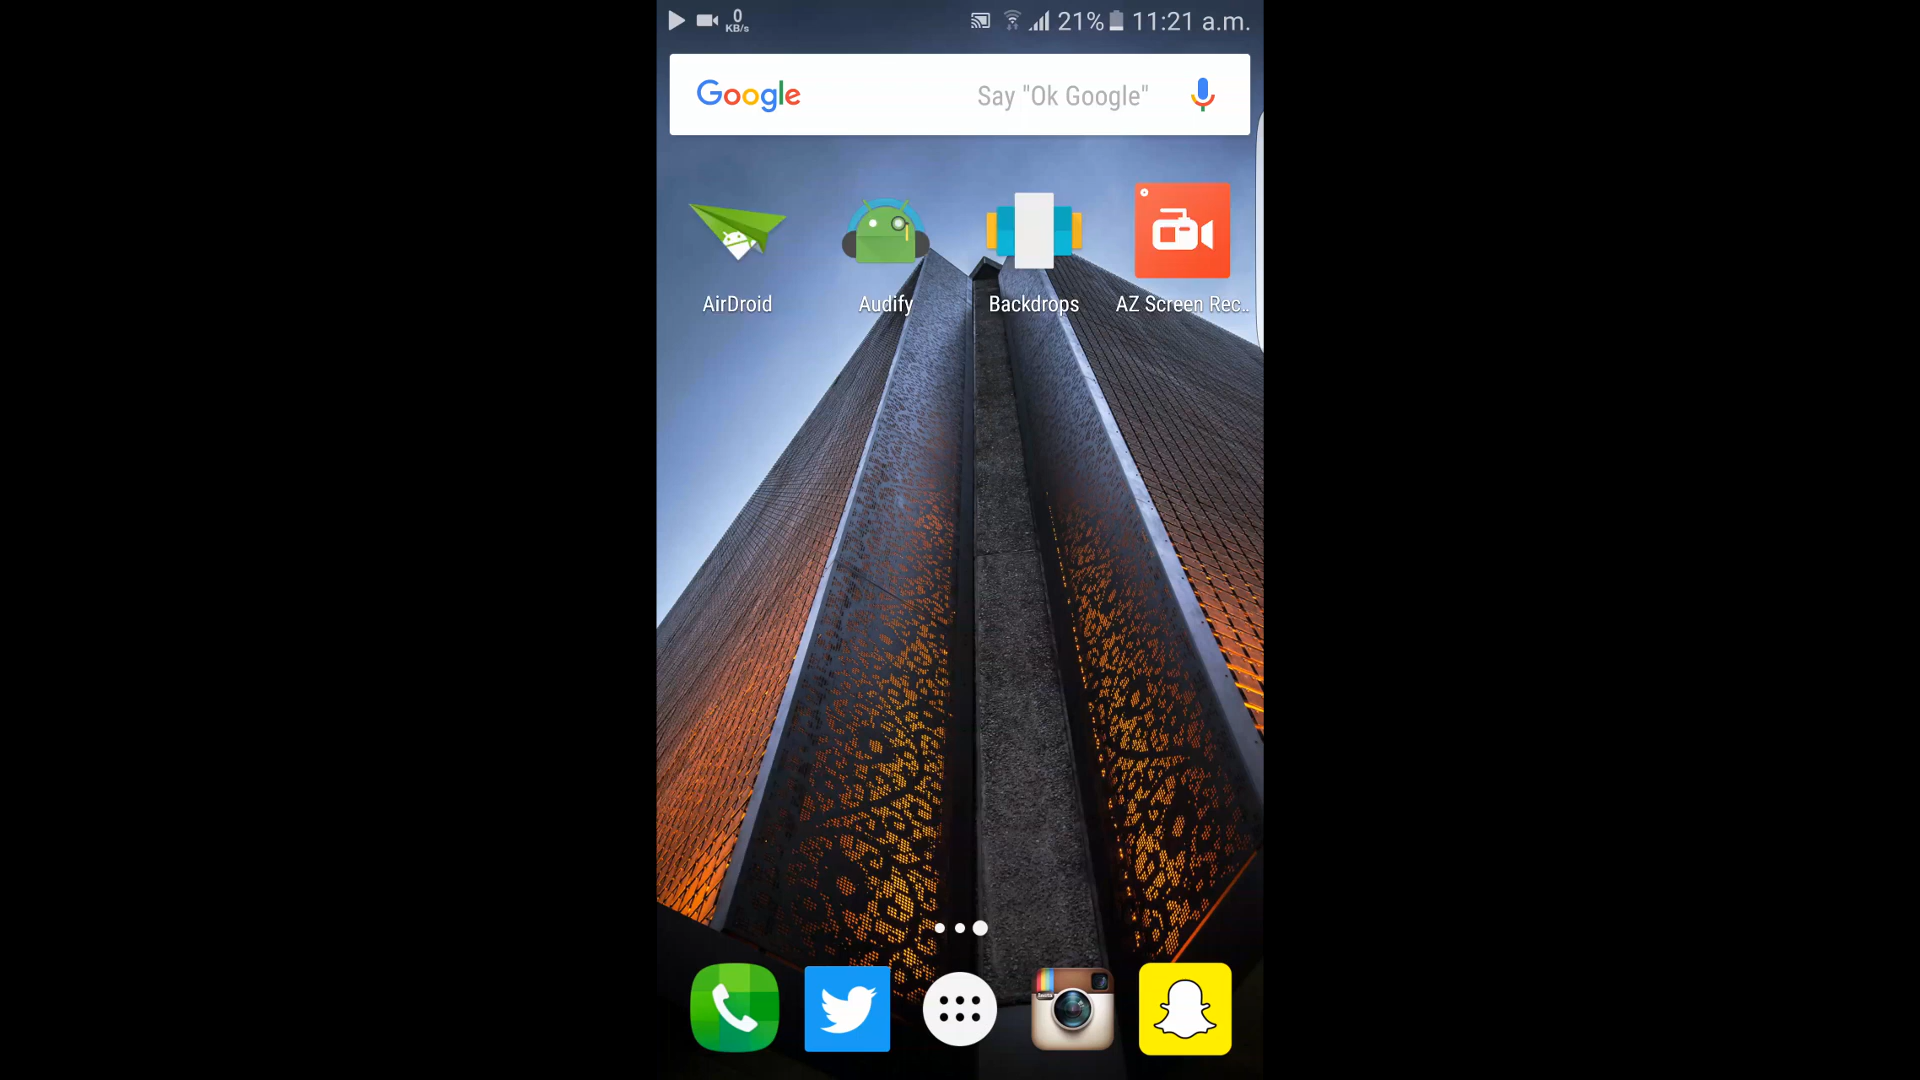 0
KB/s
21% 11:21 a.m.
Google Say "Ok Google"
AirDroid Audify Backdrops AZ Screen Rec..